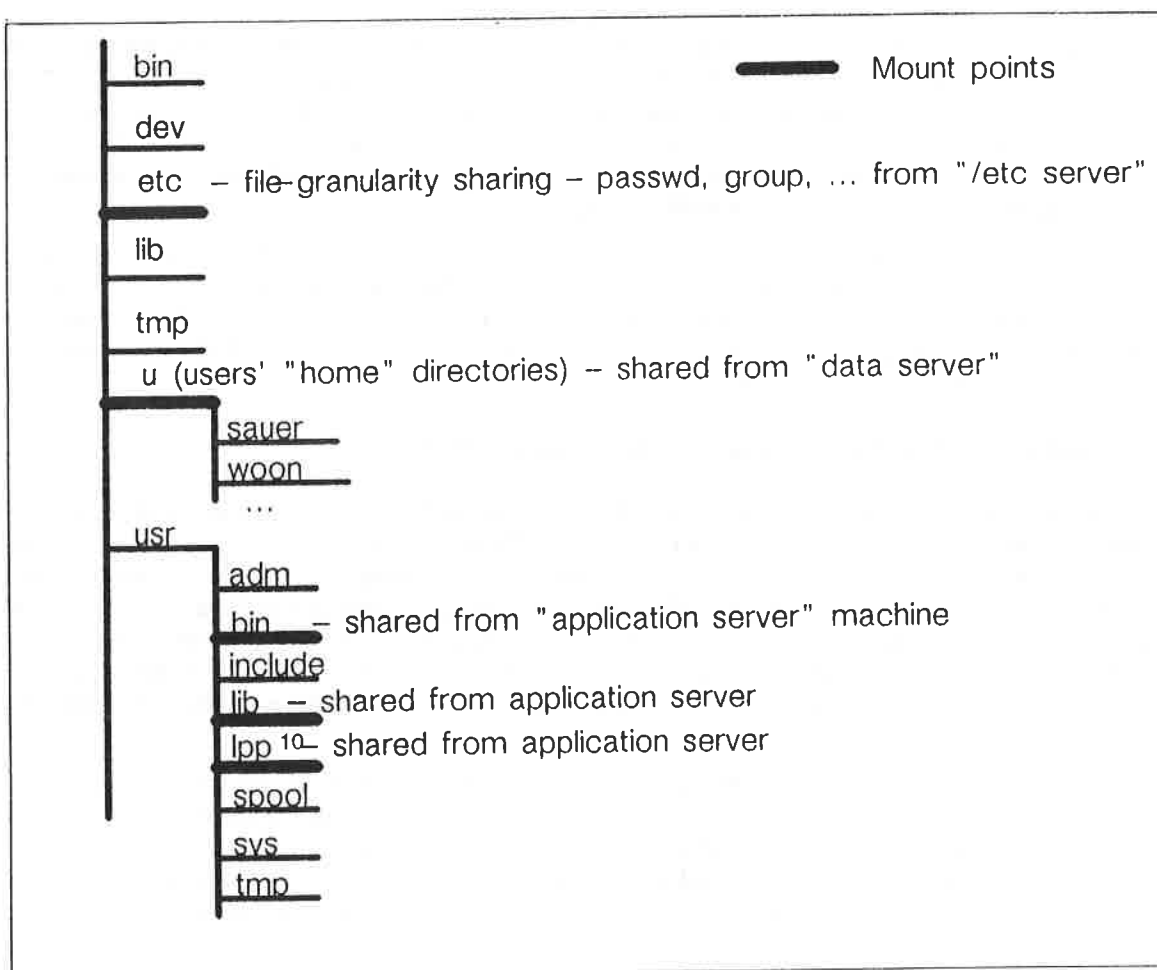 bin
Mount points
dev
etc – file-granularity sharing – passwd, group, ... from "/etc server"
lib
tmp
u (users' "home" directories) – shared from "data server"
sauer
woon
...
usr
adm
bin – shared from "application server" machine
include
lib – shared from application server
lpp 10– shared from application server
spool
sys
tmp